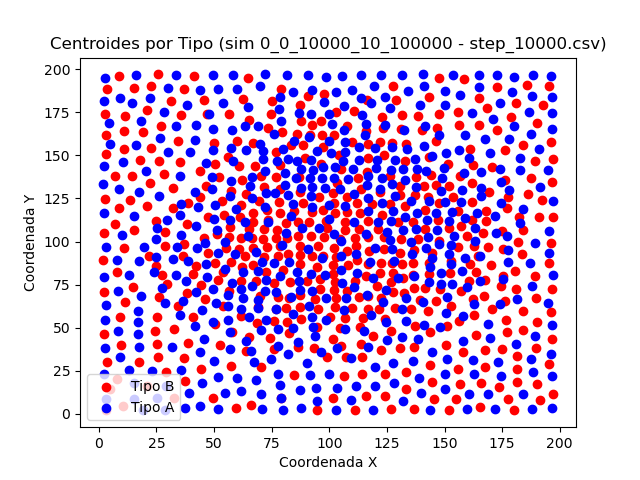 Centroides por Tipo (sim 0_0_10000_10_100000 - step_10000.csv)
200
175
150
125
100
75
50
25
0
Coordenada Y
Tipo B
Tipo A
0 25 50 75 100 125 150 175 200
Coordenada X